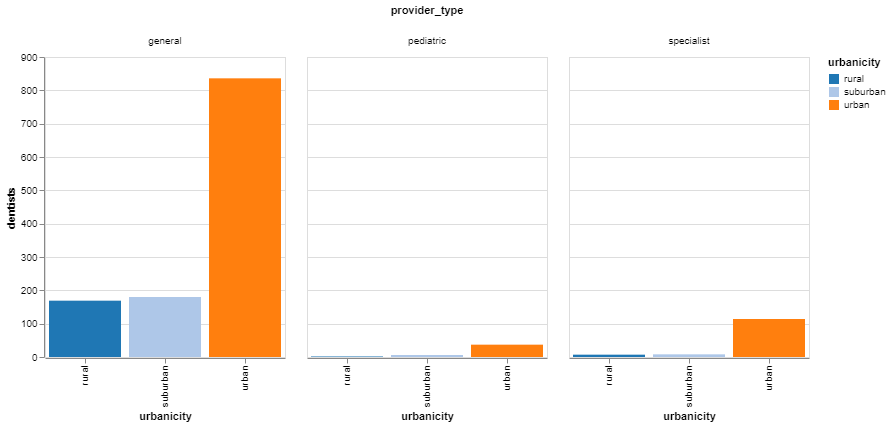 provider_type
general
pediatric
specialist
dentists
900
800
700
600
500
400
300
200
100
0
rural
suburban
urban
urbanicity
rural
suburban
urban
urbanicity
rural
suburban
urban
urbanicity
urbanicity
rural
suburban
urban